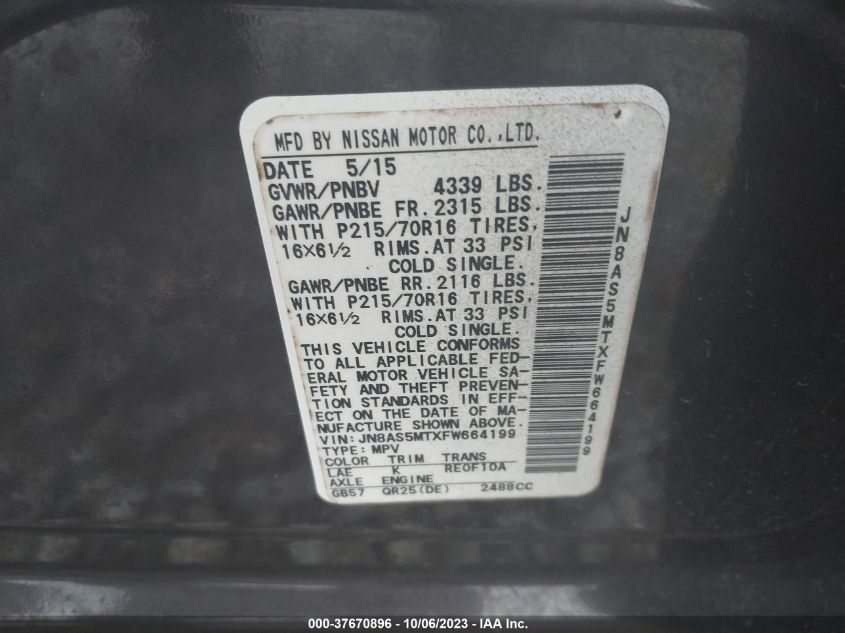 MFD BY NISSAN MOTOR CO.,LTD.
DATE 5/15
GVWR/PNBV 4339 LBS.
GAWR/PNBE FR. 2315 LBS.
WITH P215/70R16 TIRES,
16X6½ RIMS.AT 33 PSI
COLD SINGLE.
GAWR/PNBE RR. 2116 LBS.
WITH P215/70R16 TIRES,
16X6½ RIMS.AT 33 PSI
COLD SINGLE.
THIS VEHICLE CONFORMS
TO ALL APPLICABLE FED-
ERAL MOTOR VEHICLE SA-
FETY AND THEFT PREVEN-
TION STANDARDS IN EFF-
ECT ON THE DATE OF MA-
NUFACTURE SHOWN ABOVE.
VIN: JN8AS5MTXFW664199
TYPE: MPV
COLOR TRIM TRANS
LAE K RE0F10A
AXLE ENGINE
GB57 QR25(DE) 2488CC
JN8AS5MTXFW664199
000-37670896 - 10/06/2023 - IAA Inc.